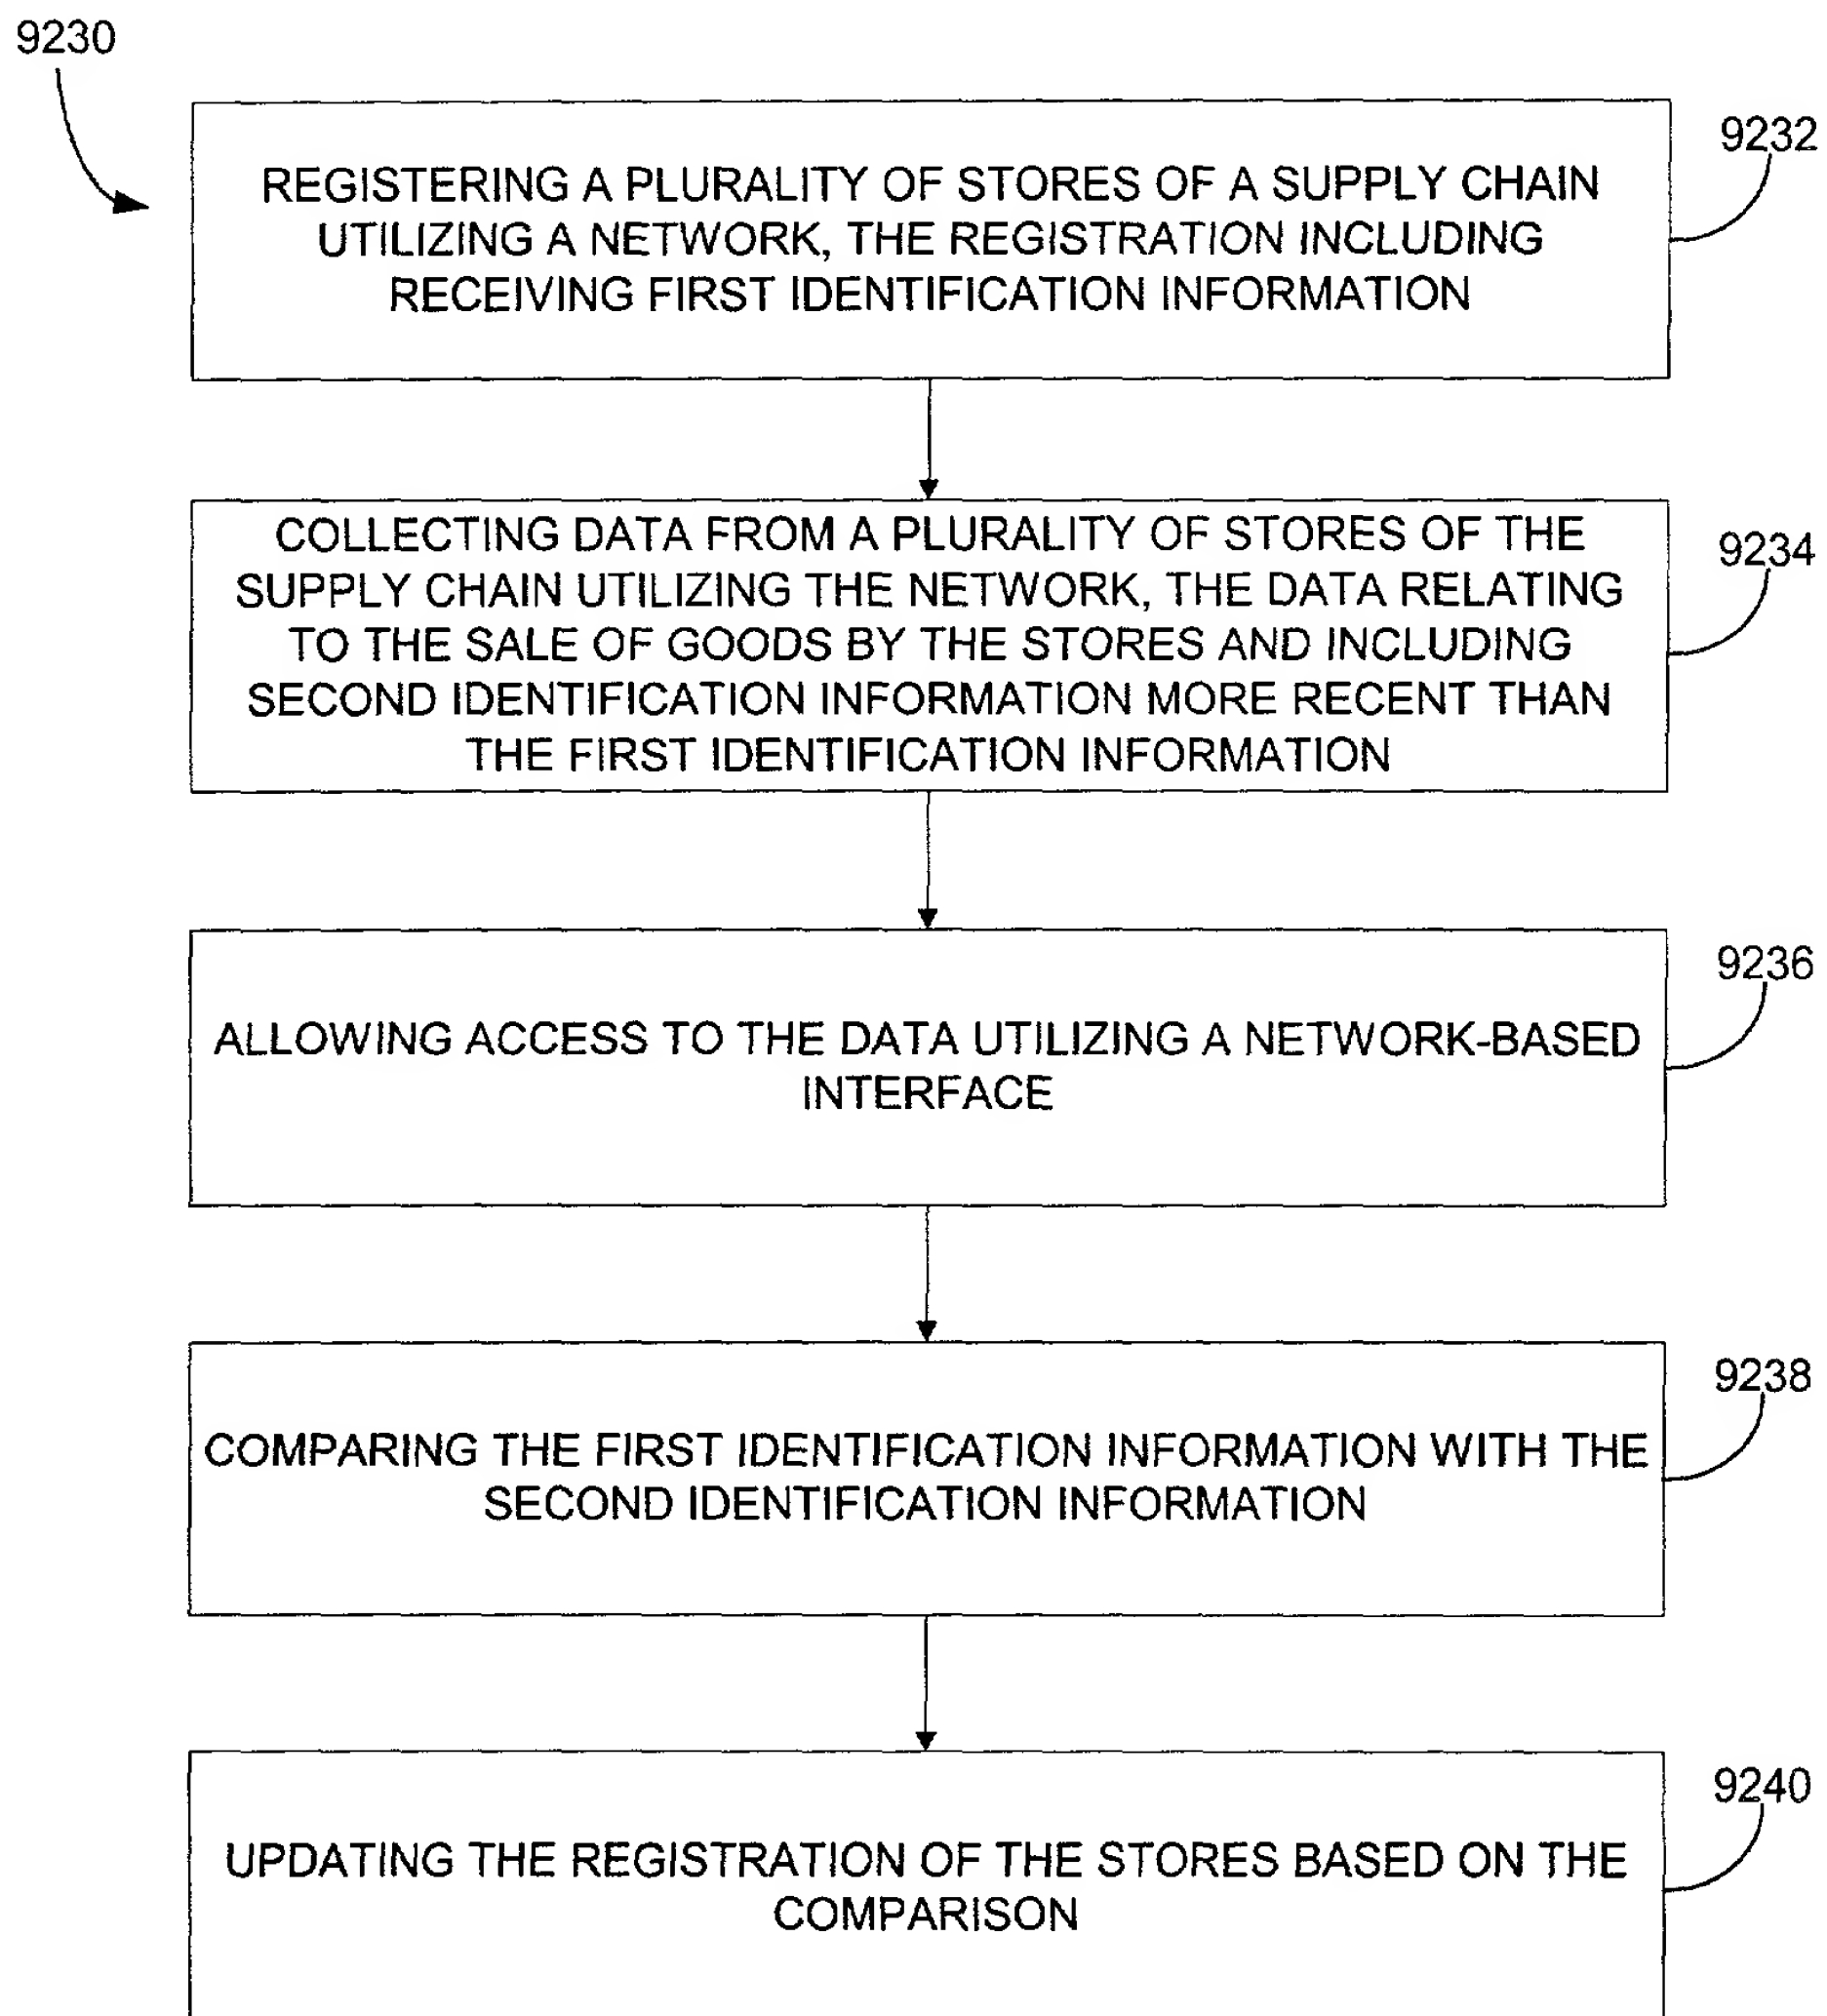 9230
9232
REGISTERING A PLURALITY OF STORES OF A SUPPLY CHAIN
UTILIZING A NETWORK, THE REGISTRATION INCLUDING
RECEIVING FIRST IDENTIFICATION INFORMATION
9234
COLLECTING DATA FROM A PLURALITY OF STORES OF THE
SUPPLY CHAIN UTILIZING THE NETWORK, THE DATA RELATING
TO THE SALE OF GOODS BY THE STORES AND INCLUDING
SECOND IDENTIFICATION INFORMATION MORE RECENT THAN
THE FIRST IDENTIFICATION INFORMATION
9236
ALLOWING ACCESS TO THE DATA UTILIZING A NETWORK-BASED
INTERFACE
9238
COMPARING THE FIRST IDENTIFICATION INFORMATION WITH THE
SECOND IDENTIFICATION INFORMATION
9240
UPDATING THE REGISTRATION OF THE STORES BASED ON THE
COMPARISON